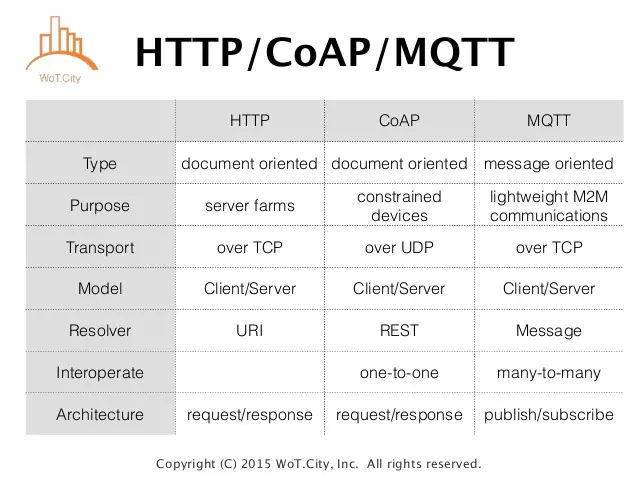 WoT.City
HTTP/CoAP/MQTT
HTTP CoAP MQTT
Type document oriented document oriented message oriented
Purpose server farms constrained devices lightweight M2M communications
Transport over TCP over UDP over TCP
Model Client/Server Client/Server Client/Server
Resolver URI REST Message
Interoperate one-to-one many-to-many
Architecture request/response request/response publish/subscribe
Copyright (C) 2015 WoT.City, Inc. All rights reserved.